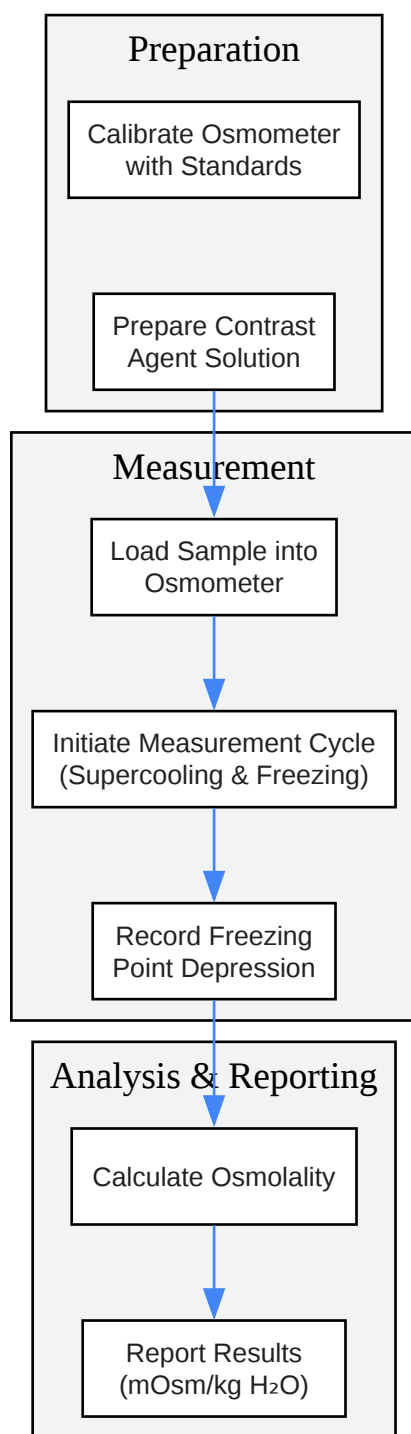 Preparation
Calibrate Osmometer
with Standards
Prepare Contrast
Agent Solution
Measurement
Load Sample into
Osmometer
Initiate Measurement Cycle
(Supercooling & Freezing)
Record Freezing
Point Depression
Analysis & Reporting
Calculate Osmolality
Report Results
(mOsm/kg H₂O)